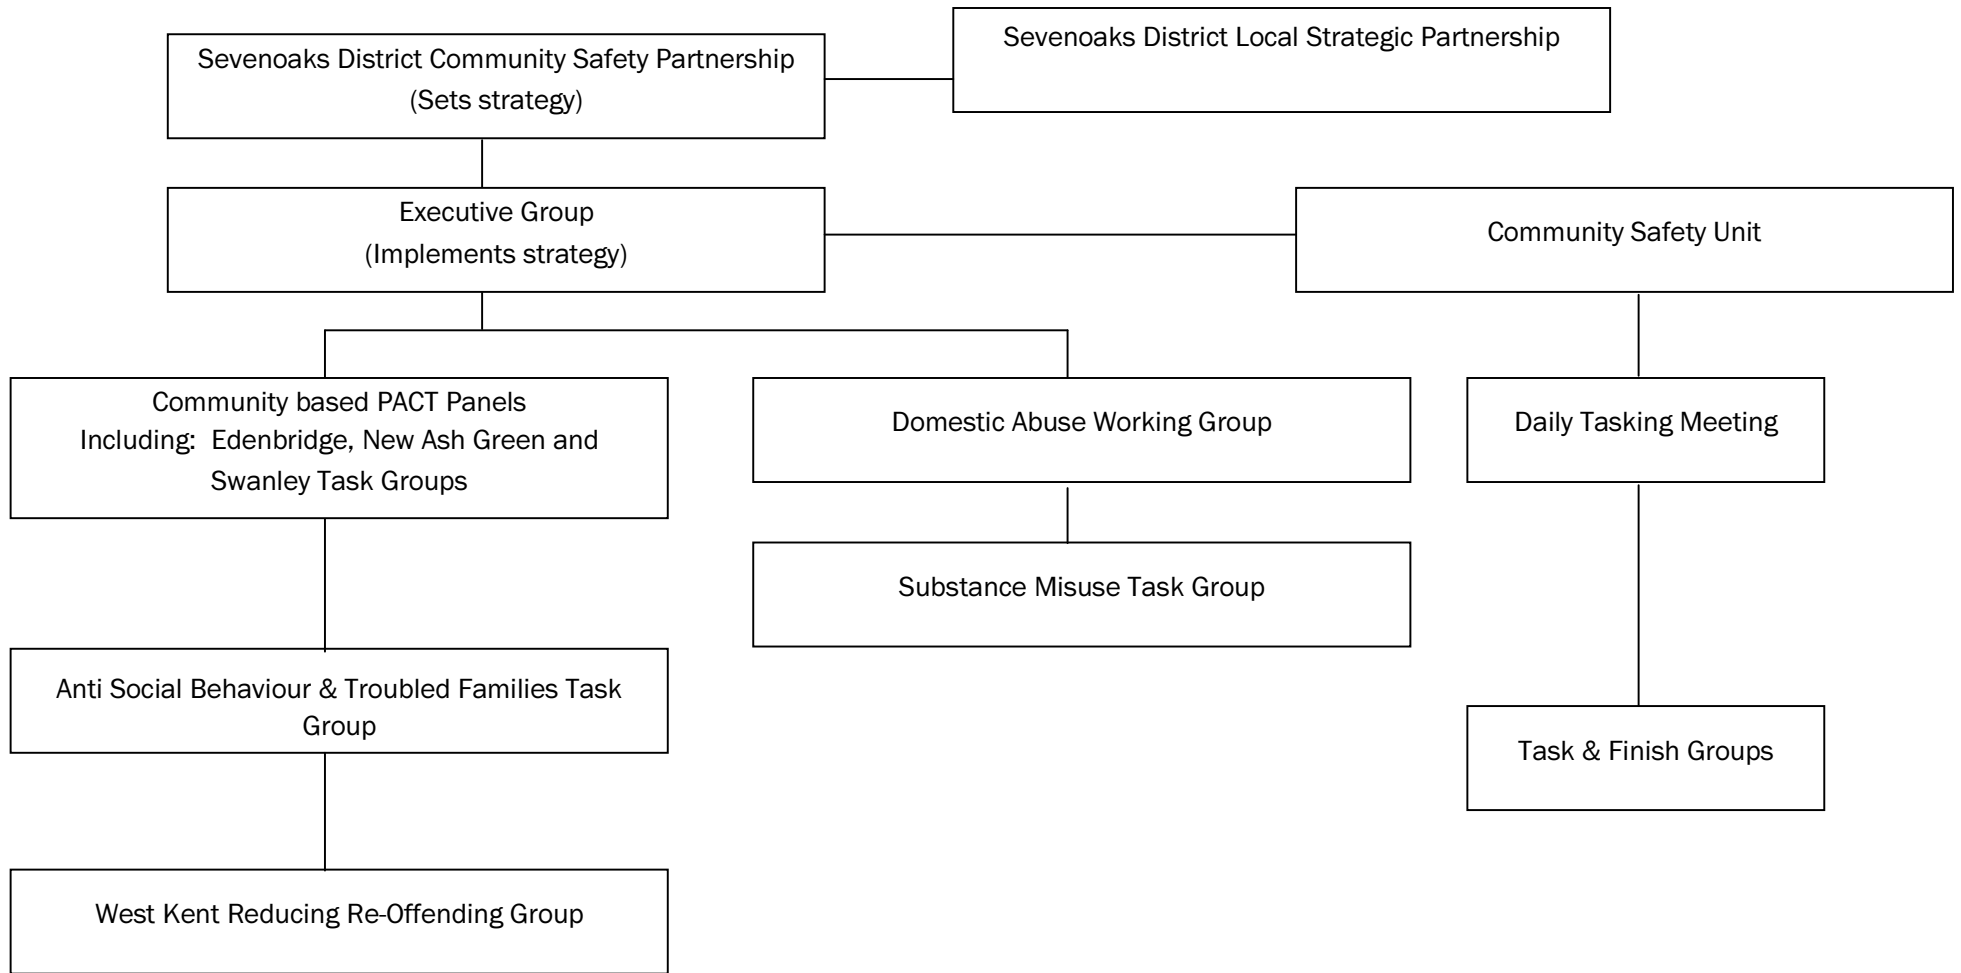 Sevenoaks District Community Safety Partnership
(Sets strategy)
Sevenoaks District Local Strategic Partnership
Executive Group
(Implements strategy)
Community Safety Unit
Community based PACT Panels
Including:  Edenbridge, New Ash Green and
Swanley Task Groups
Domestic Abuse Working Group
Daily Tasking Meeting
Substance Misuse Task Group
Anti Social Behaviour & Troubled Families Task
Group
Task & Finish Groups
West Kent Reducing Re-Offending Group